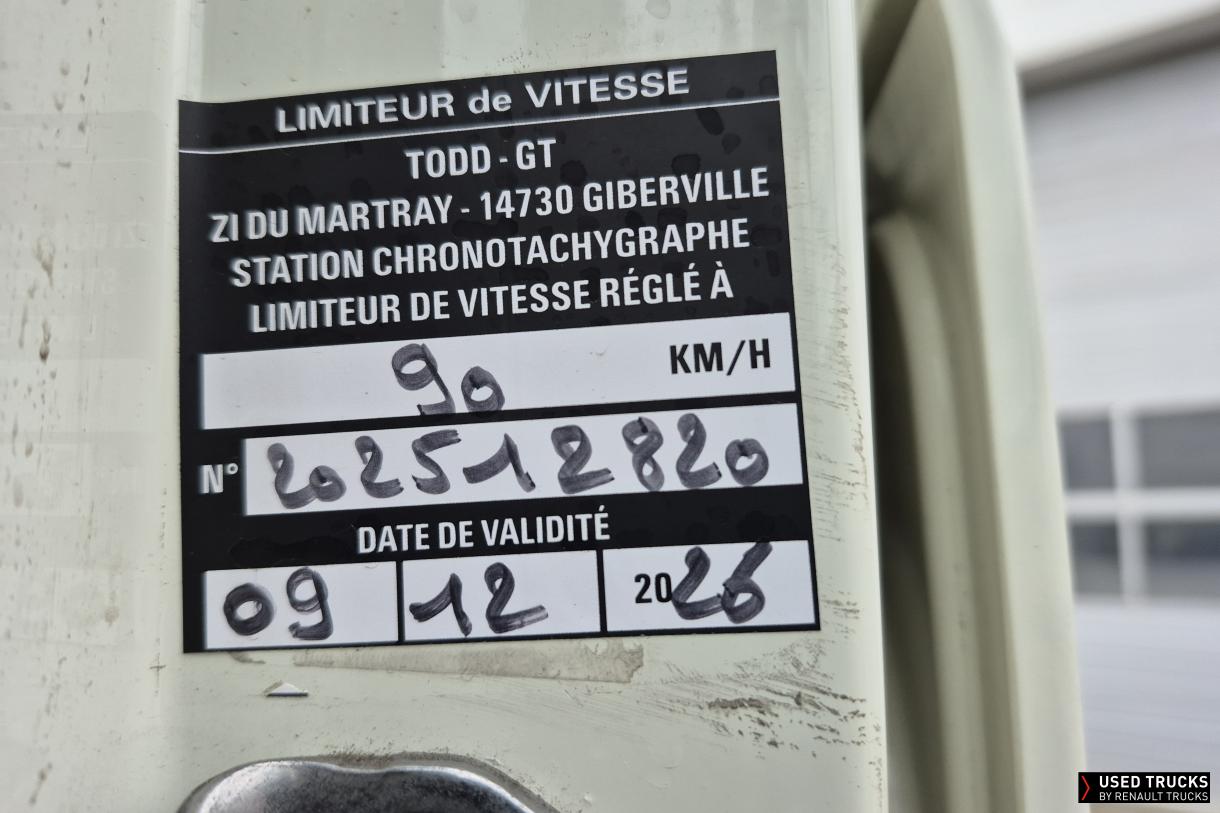 LIMITEUR de VITESSE
TODD - GT
ZI DU MARTRAY - 14730 GIBERVILLE
STATION CHRONOTACHYGRAPHE
LIMITEUR DE VITESSE RÉGLÉ À
90 KM/H
N° 202512820
DATE DE VALIDITÉ
09 12 2026
USED TRUCKS
BY RENAULT TRUCKS